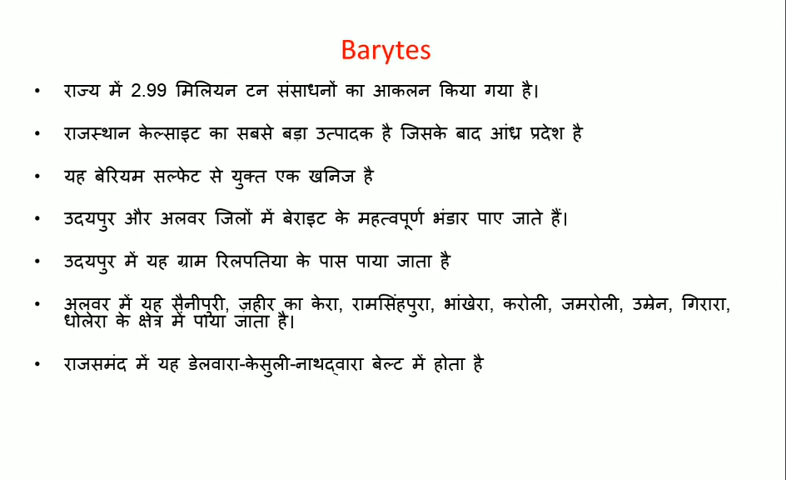 Barytes
• राज्य में 2.99 मिलियन टन संसाधनों का आकलन किया गया है।
• राजस्थान केल्साइट का सबसे बड़ा उत्पादक है जिसके बाद आंध्र प्रदेश है
• यह बेरियम सल्फेट से युक्त एक खनिज है
• उदयपुर और अलवर जिलों में बेराइट के महत्वपूर्ण भंडार पाए जाते हैं।
• उदयपुर में यह ग्राम रिलपतिया के पास पाया जाता है
• अलवर में यह सैनीपुरी, ज़हीर का केरा, रामसिंहपुरा, भांखेरा, करोली, जमरोली, उम्रेन, गिरारा,
धोलेरा के क्षेत्र में पाया जाता है।
• राजसमंद में यह डेलवारा-केसुली-नाथद्वारा बेल्ट में होता है